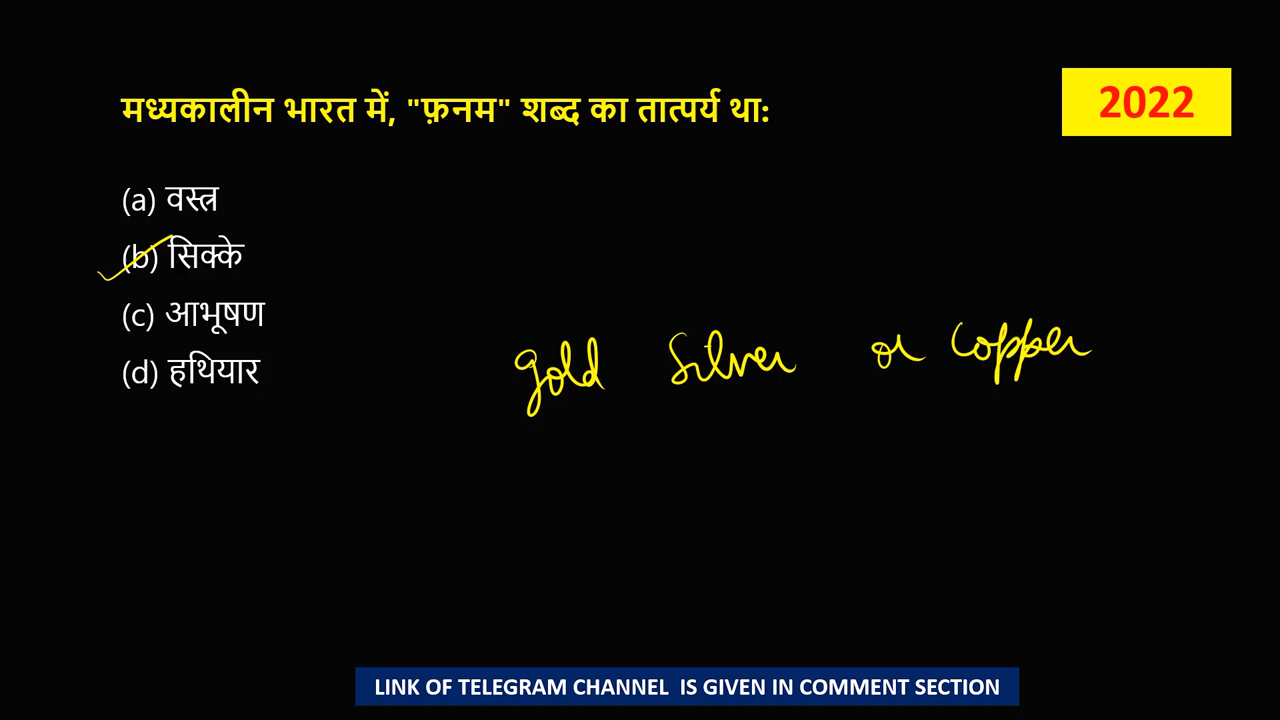 मध्यकालीन भारत में, "फ़नम" शब्द का तात्पर्य था:
2022
(a) वस्त्र
(b) सिक्के
(c) आभूषण
(d) हथियार
gold Silver or Copper
LINK OF TELEGRAM CHANNEL IS GIVEN IN COMMENT SECTION